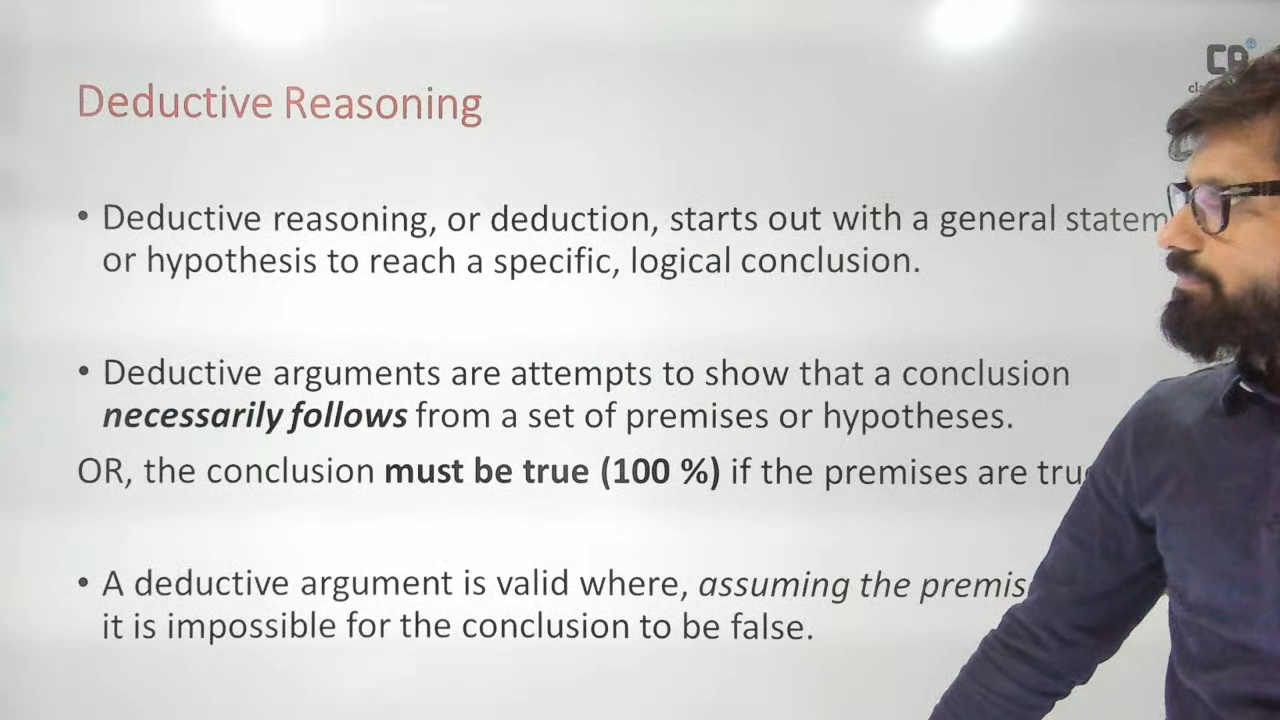 Deductive Reasoning
• Deductive reasoning, or deduction, starts out with a general statem
or hypothesis to reach a specific, logical conclusion.
• Deductive arguments are attempts to show that a conclusion
necessarily follows from a set of premises or hypotheses.
OR, the conclusion must be true (100 %) if the premises are tru
• A deductive argument is valid where, assuming the premis
it is impossible for the conclusion to be false.